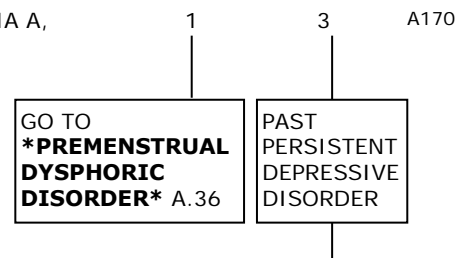 A, 1 3 A170
GO TO
*PREMENSTRUAL
DYSPHORIC
DISORDER* A.36
PAST
PERSISTENT
DEPRESSIVE
DISORDER